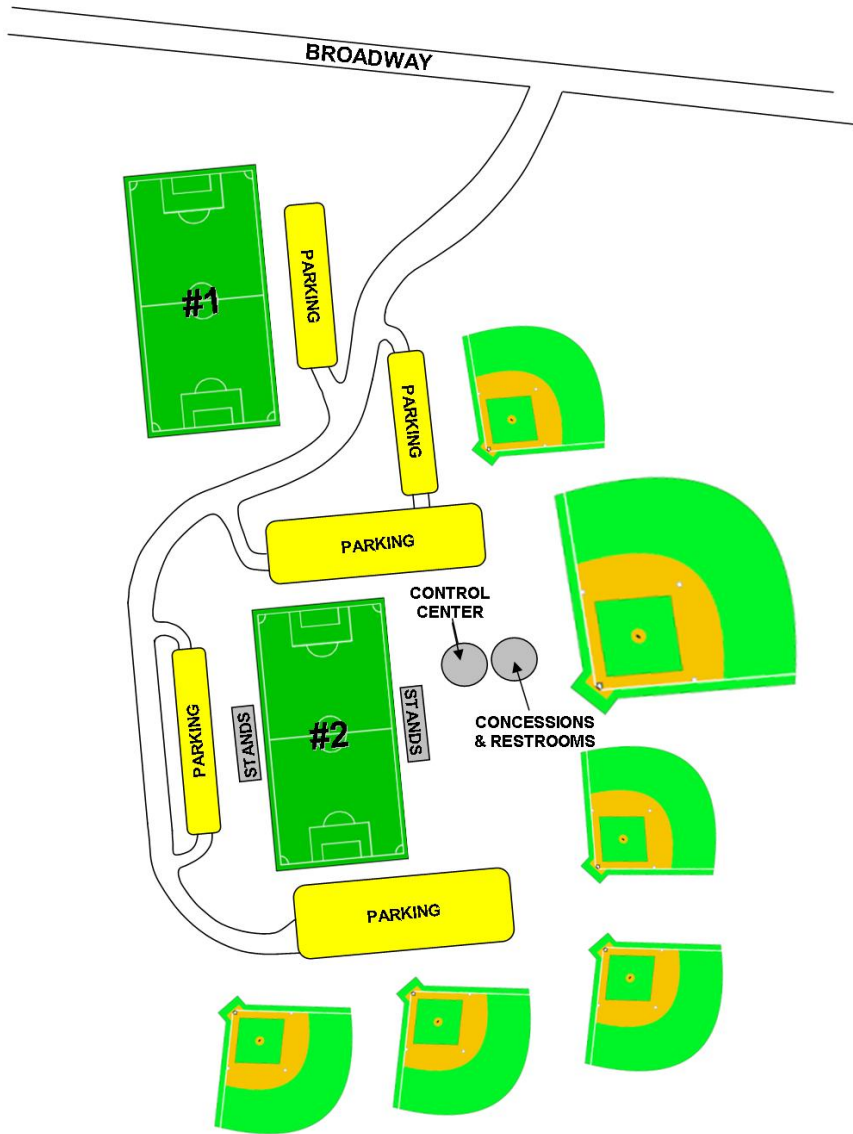 BROADWAY
PARKING
#1
PARKING
PARKING
CONTROL
CENTER
STANDS
PARKING
STANDS
#2
CONCESSIONS
& RESTROOMS
PARKING